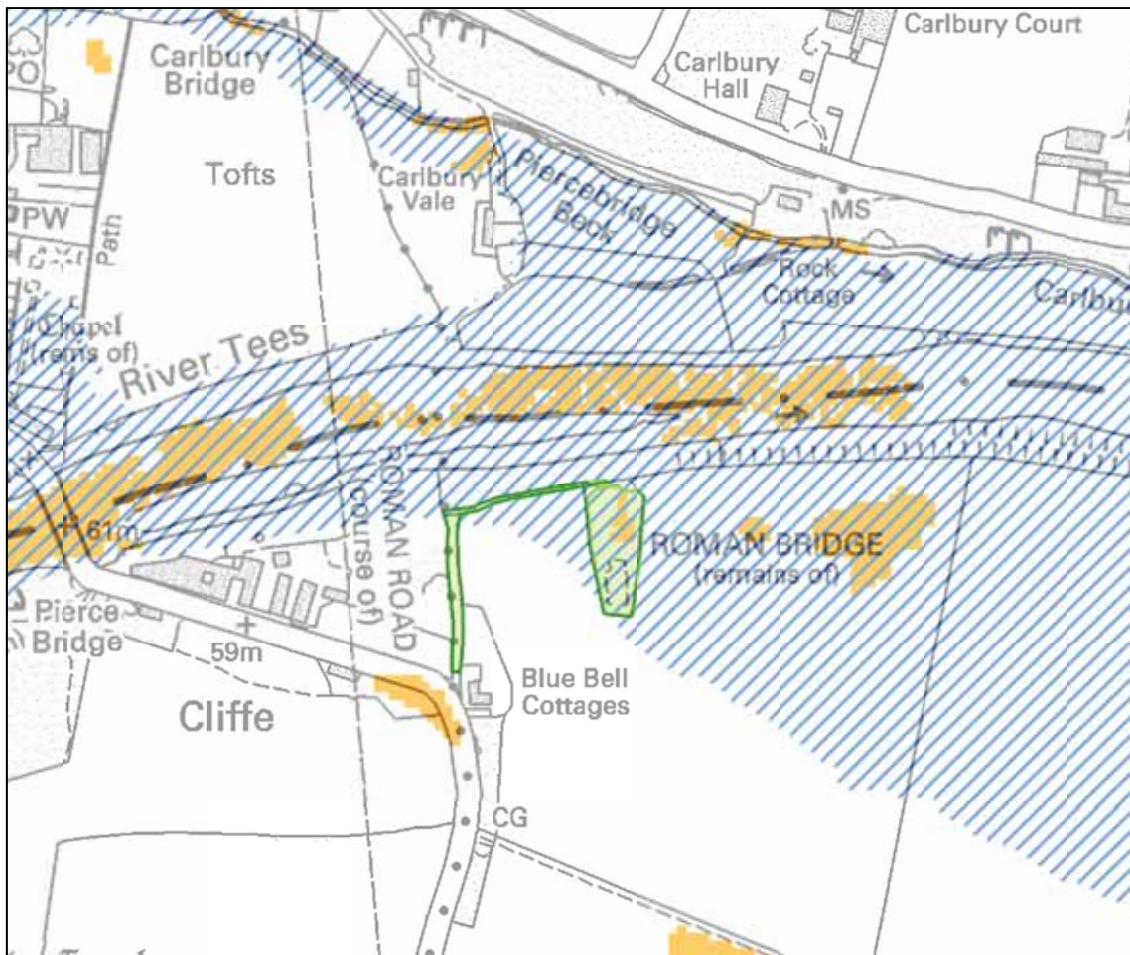 Carlbury Court
Carlbury
Bridge
Carlbury
Hall
PO
Tofts
Carlbury
Vale
Piercebridge
Beck
MS
PW
Path
Rock
Cottage
Chapel
(rems of)
River Tees
ROMAN ROAD
(course of)
61m
ROMAN BRIDGE
(remains of)
Pierce
Bridge
59m
Blue Bell
Cottages
Cliffe
CG